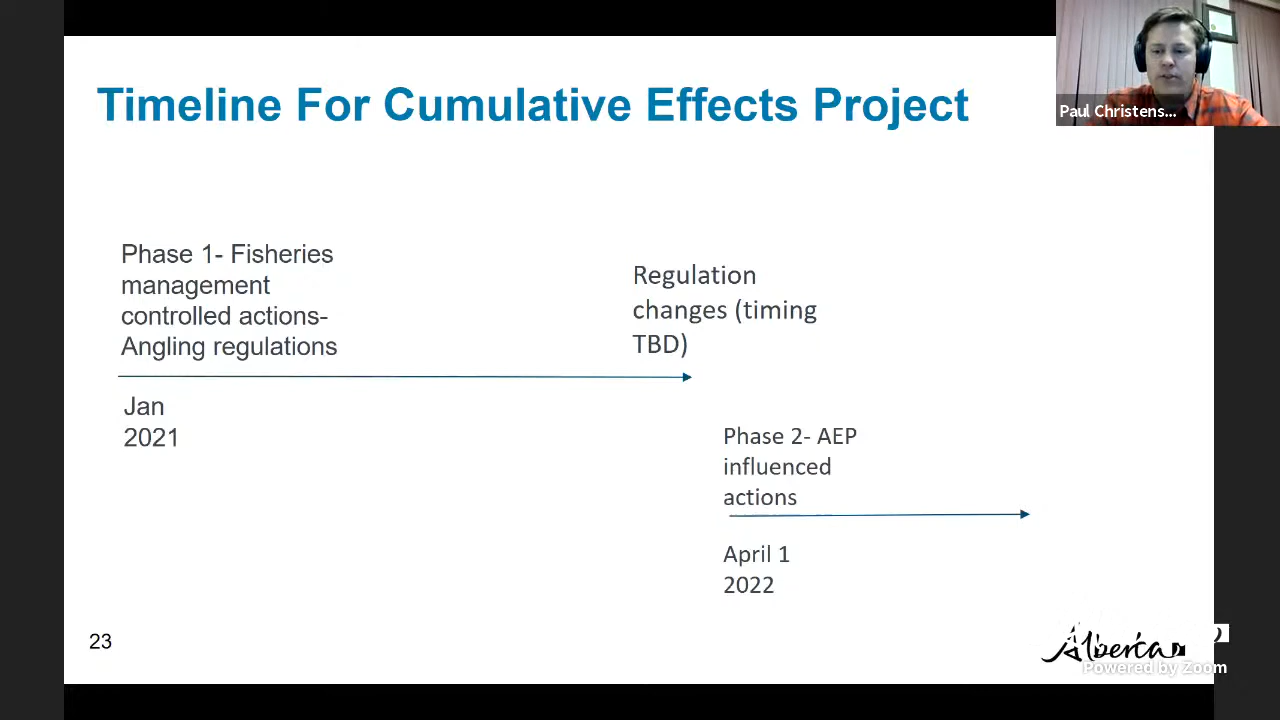 Timeline For Cumulative Effects Project
Paul Christens...
Phase 1- Fisheries
management
controlled actions-
Angling regulations
Regulation
changes (timing
TBD)
Jan
2021
Phase 2- AEP
influenced
actions
April 1
2022
23
Alberta
Powered by Zoom